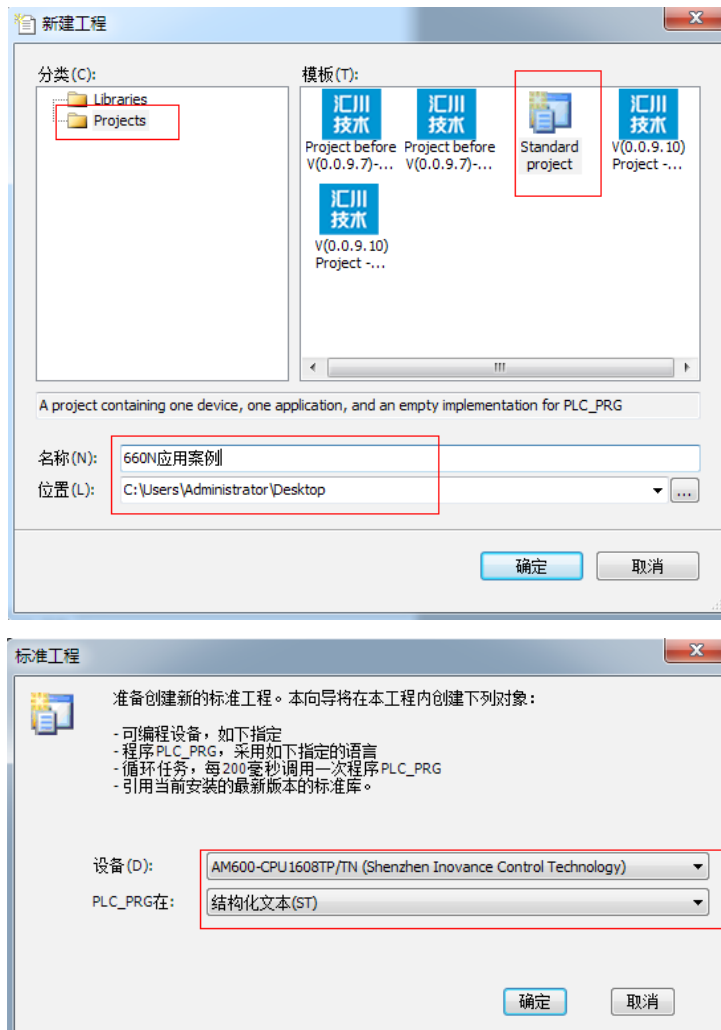 新建工程
分类(C):
模板(T):
Libraries
Projects
汇川
技术
汇川
技术
汇川
技术
Project before
V(0.0.9.7)-...
Project before
V(0.0.9.7)-...
Standard
project
V(0.0.9.10)
Project -...
汇川
技术
V(0.0.9.10)
Project -...
A project containing one device, one application, and an empty implementation for PLC_PRG
名称(N):
660N应用案例
位置(L):
C:\Users\Administrator\Desktop
...
确定
取消
标准工程
准备创建新的标准工程。本向导将在本工程内创建下列对象：
- 可编程设备，如下指定
- 程序PLC_PRG，采用如下指定的语言
- 循环任务，每200毫秒调用一次程序PLC_PRG
- 引用当前安装的最新版本的标准库。
设备(D):
AM600-CPU1608TP/TN (Shenzhen Inovance Control Technology)
PLC_PRG在:
结构化文本(ST)
确定
取消